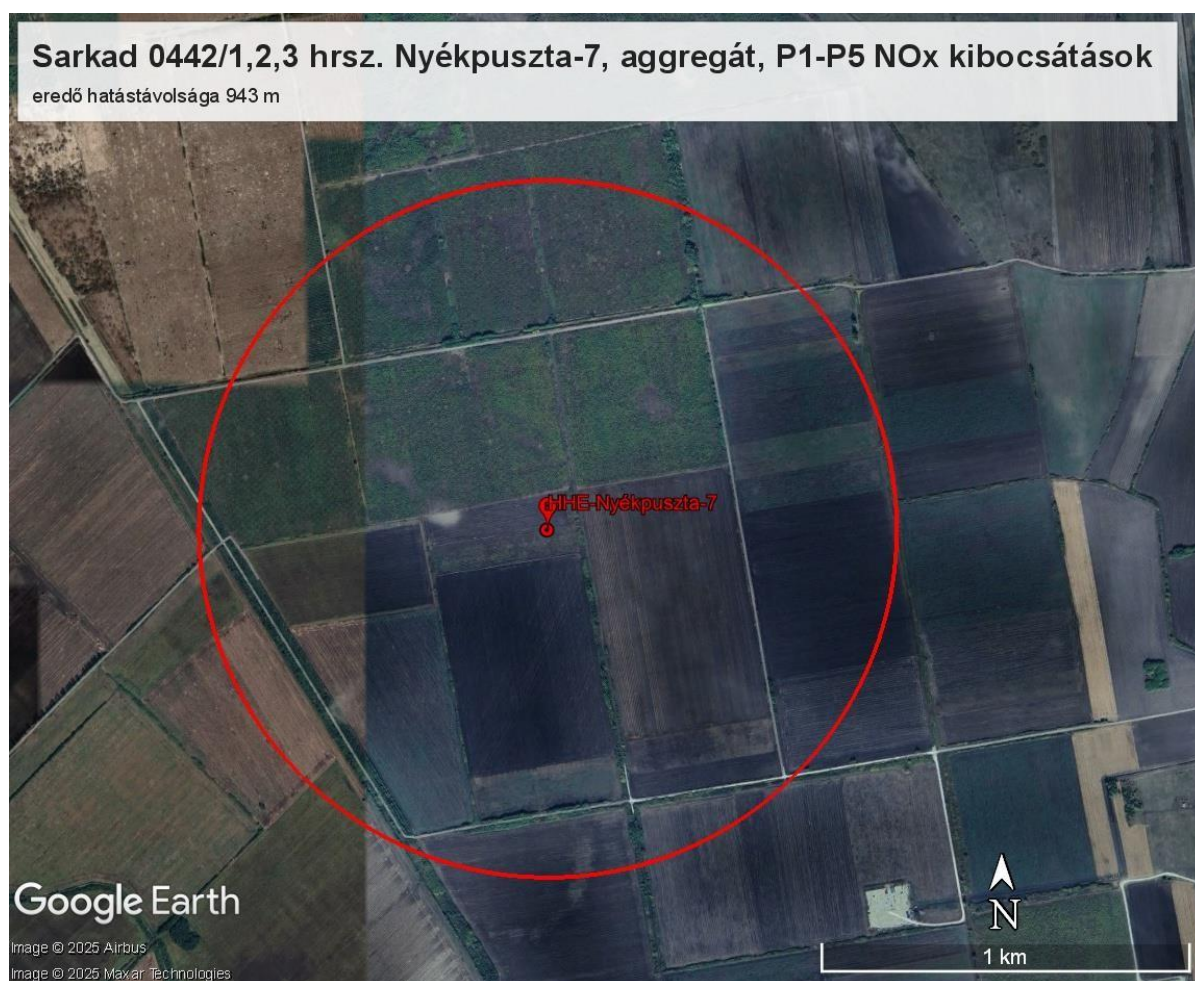 Sarkad 0442/1,2,3 hrsz. Nyékpuszta-7, aggregát, P1-P5 NOx kibocsátások
eredő hatástávolsága 943 m
HHE-Nyékpuszta-7
Google Earth
N
Image © 2025 Airbus
1 km
Image © 2025 Maxar Technologies